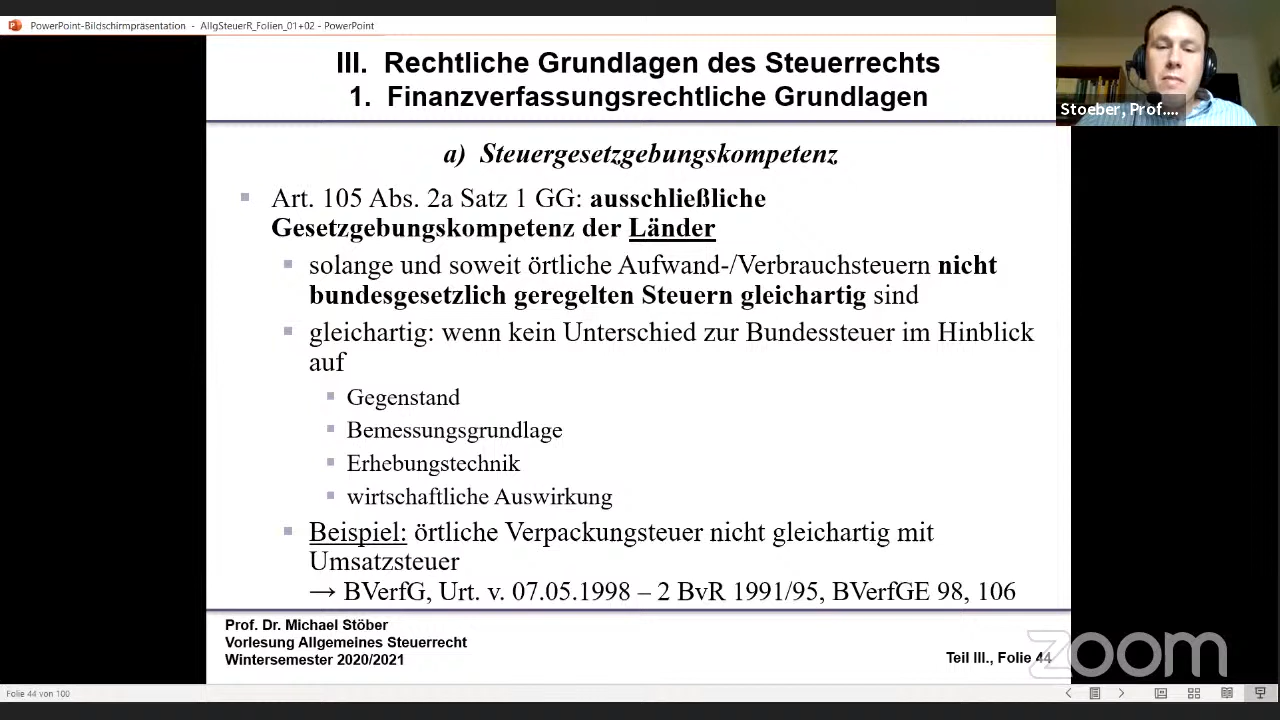 PowerPoint-Bildschirmpräsentation - AllgSteuerR_Folien_01+02 - PowerPoint
Stoeber, Prof....
III. Rechtliche Grundlagen des Steuerrechts
1. Finanzverfassungsrechtliche Grundlagen
a) Steuergesetzgebungskompetenz
Art. 105 Abs. 2a Satz 1 GG: ausschließliche
Gesetzgebungskompetenz der Länder
solange und soweit örtliche Aufwand-/Verbrauchsteuern nicht
bundesgesetzlich geregelten Steuern gleichartig sind
gleichartig: wenn kein Unterschied zur Bundessteuer im Hinblick
auf
Gegenstand
Bemessungsgrundlage
Erhebungstechnik
wirtschaftliche Auswirkung
Beispiel: örtliche Verpackungsteuer nicht gleichartig mit
Umsatzsteuer
→ BVerfG, Urt. v. 07.05.1998 – 2 BvR 1991/95, BVerfGE 98, 106
Prof. Dr. Michael Stöber
Vorlesung Allgemeines Steuerrecht
Wintersemester 2020/2021
Teil III., Folie 44
zoom
Folie 44 von 100